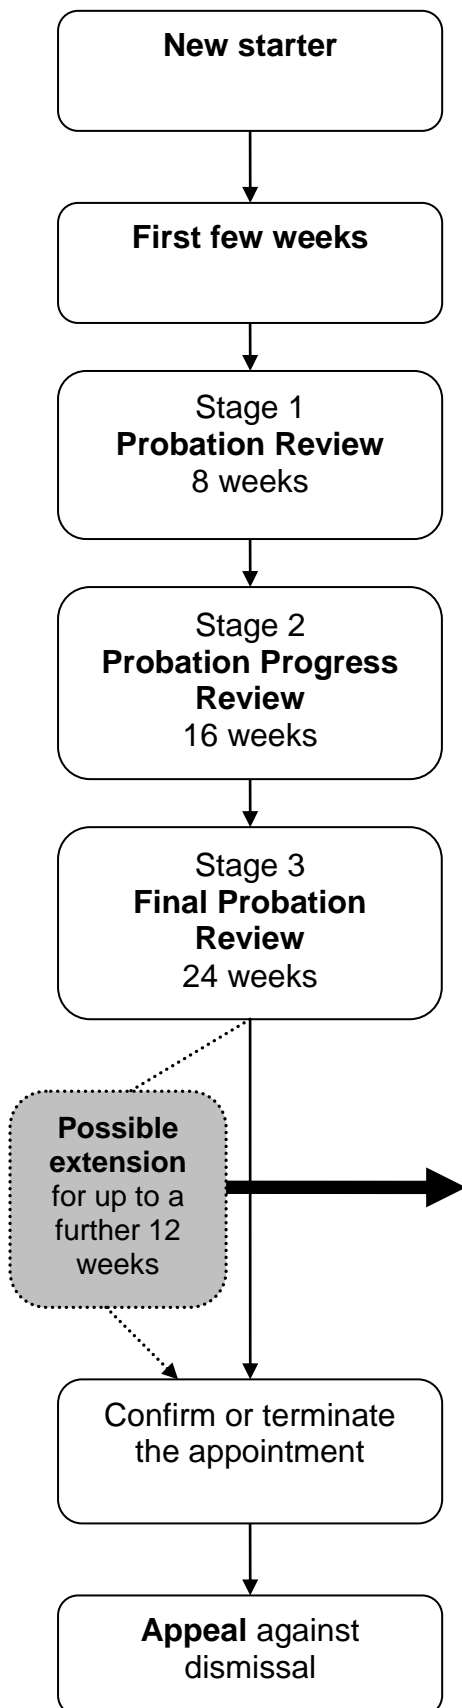 New starter
First few weeks
Stage 1
Probation Review
8 weeks
Stage 2
Probation Progress
Review
16 weeks
Stage 3
Final Probation
Review
24 weeks
Possible
extension
for up to a
further 12
weeks
Confirm or terminate
the appointment
Appeal against
dismissal